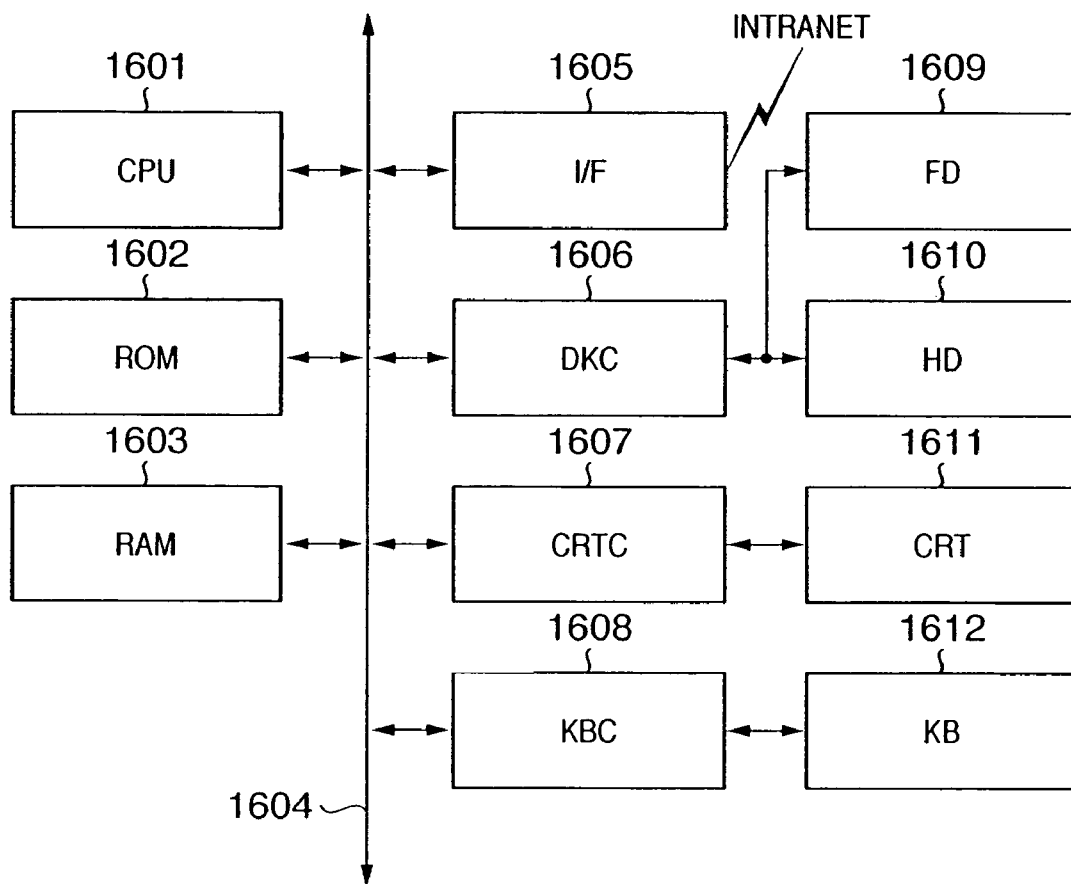 INTRANET
1601 1605 1609
CPU I/F FD
1602 1606 1610
ROM DKC HD
1603 1607 1611
RAM CRTC CRT
1608 1612
KBC KB
1604